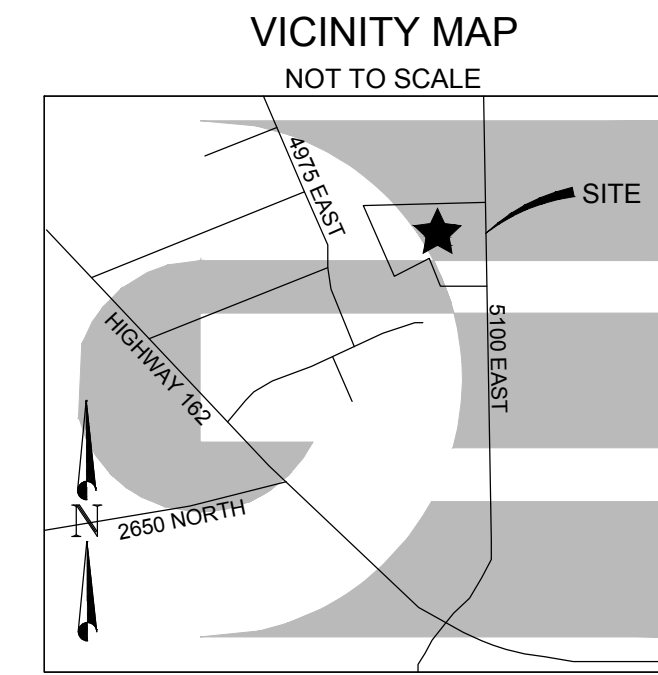 VICINITY MAP
NOT TO SCALE
4975 EAST
SITE
5100 EAST
HIGHWAY 162
N
2650 NORTH